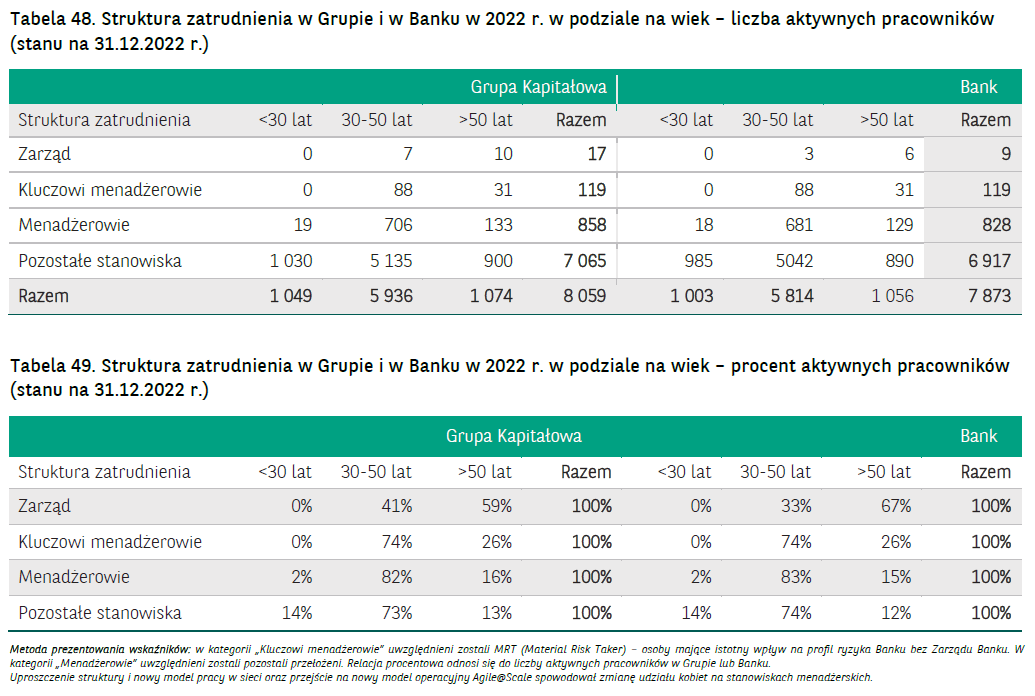 Tabela 48. Struktura zatrudnienia w Grupie i w Banku w 2022 r. w podziale na wiek – liczba aktywnych pracowników
(stanu na 31.12.2022 r.)
Grupa Kapitałowa Bank
Struktura zatrudnienia <30 lat 30-50 lat >50 lat Razem <30 lat 30-50 lat >50 lat Razem
Zarząd 0 7 10 17 0 3 6 9
Kluczowi menadżerowie 0 88 31 119 0 88 31 119
Menadżerowie 19 706 133 858 18 681 129 828
Pozostałe stanowiska 1 030 5 135 900 7 065 985 5042 890 6 917
Razem 1 049 5 936 1 074 8 059 1 003 5 814 1 056 7 873
Tabela 49. Struktura zatrudnienia w Grupie i w Banku w 2022 r. w podziale na wiek – procent aktywnych pracowników
(stanu na 31.12.2022 r.)
Grupa Kapitałowa Bank
Struktura zatrudnienia <30 lat 30-50 lat >50 lat Razem <30 lat 30-50 lat >50 lat Razem
Zarząd 0% 41% 59% 100% 0% 33% 67% 100%
Kluczowi menadżerowie 0% 74% 26% 100% 0% 74% 26% 100%
Menadżerowie 2% 82% 16% 100% 2% 83% 15% 100%
Pozostałe stanowiska 14% 73% 13% 100% 14% 74% 12% 100%
Metoda prezentowania wskaźników: w kategorii „Kluczowi menadżerowie” uwzględnieni zostali MRT (Material Risk Taker) – osoby mające istotny wpływ na profil ryzyka Banku bez Zarządu Banku. W
kategorii „Menadżerowie” uwzględnieni zostali pozostali przełożeni. Relacja procentowa odnosi się do liczby aktywnych pracowników w Grupie lub Banku.
Uproszczenie struktury i nowy model pracy w sieci oraz przejście na nowy model operacyjny Agile@Scale spowodował zmianę udziału kobiet na stanowiskach menadżerskich.